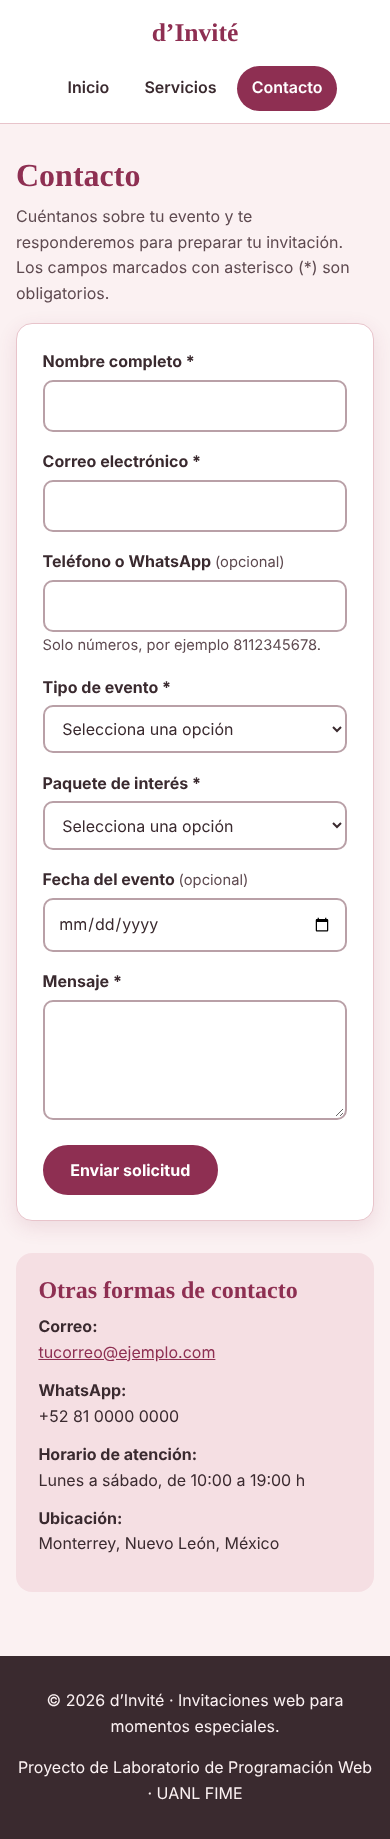 d’Invité
Inicio Servicios Contacto
Contacto
Cuéntanos sobre tu evento y te
responderemos para preparar tu invitación.
Los campos marcados con asterisco (*) son
obligatorios.
Nombre completo *
Correo electrónico *
Teléfono o WhatsApp (opcional)
Solo números, por ejemplo 8112345678.
Tipo de evento *
Selecciona una opción
Paquete de interés *
Selecciona una opción
Fecha del evento (opcional)
mm/dd/yyyy
Mensaje *
Enviar solicitud
Otras formas de contacto
Correo:
tucorreo@ejemplo.com
WhatsApp:
+52 81 0000 0000
Horario de atención:
Lunes a sábado, de 10:00 a 19:00 h
Ubicación:
Monterrey, Nuevo León, México
© 2026 d’Invité · Invitaciones web para
momentos especiales.
Proyecto de Laboratorio de Programación Web
· UANL FIME